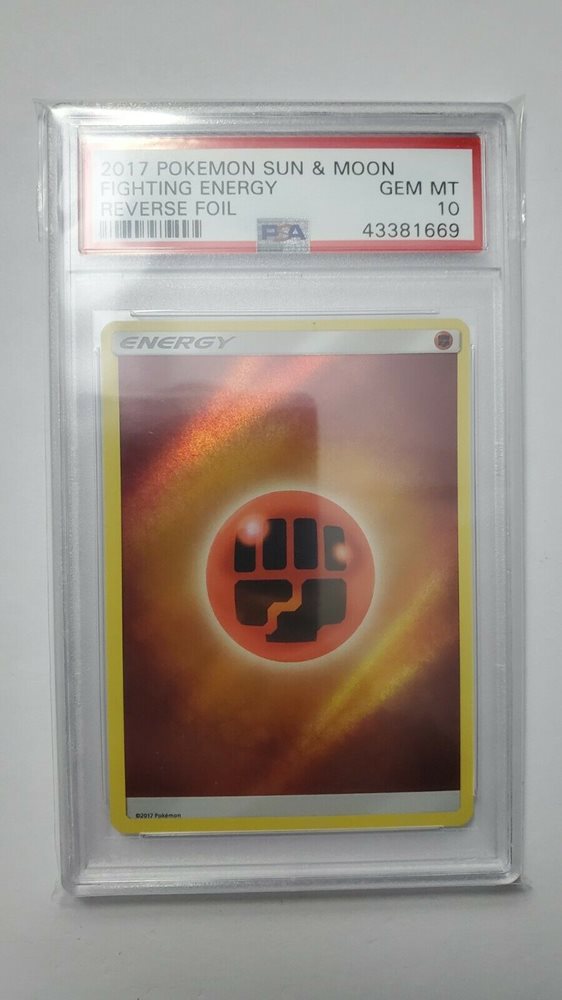 2017 POKEMON SUN & MOON
FIGHTING ENERGY GEM MT
REVERSE FOIL 10
PSA 43381669
ENERGY
©2017 Pokémon